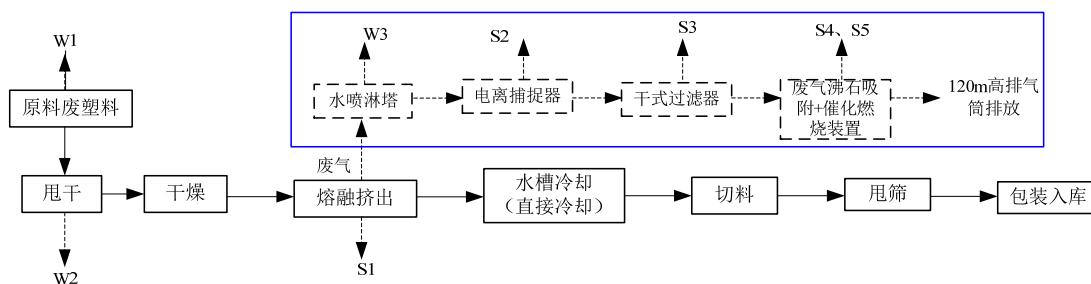 W1
W3
S2
S3
S4、S5
原料废塑料
水喷淋塔
电离捕捉器
干式过滤器
废气沸石吸
附+催化燃
烧装置
120m高排气
筒排放
废气
甩干
干燥
熔融挤出
水槽冷却
（直接冷却）
切料
甩筛
包装入库
W2
S1